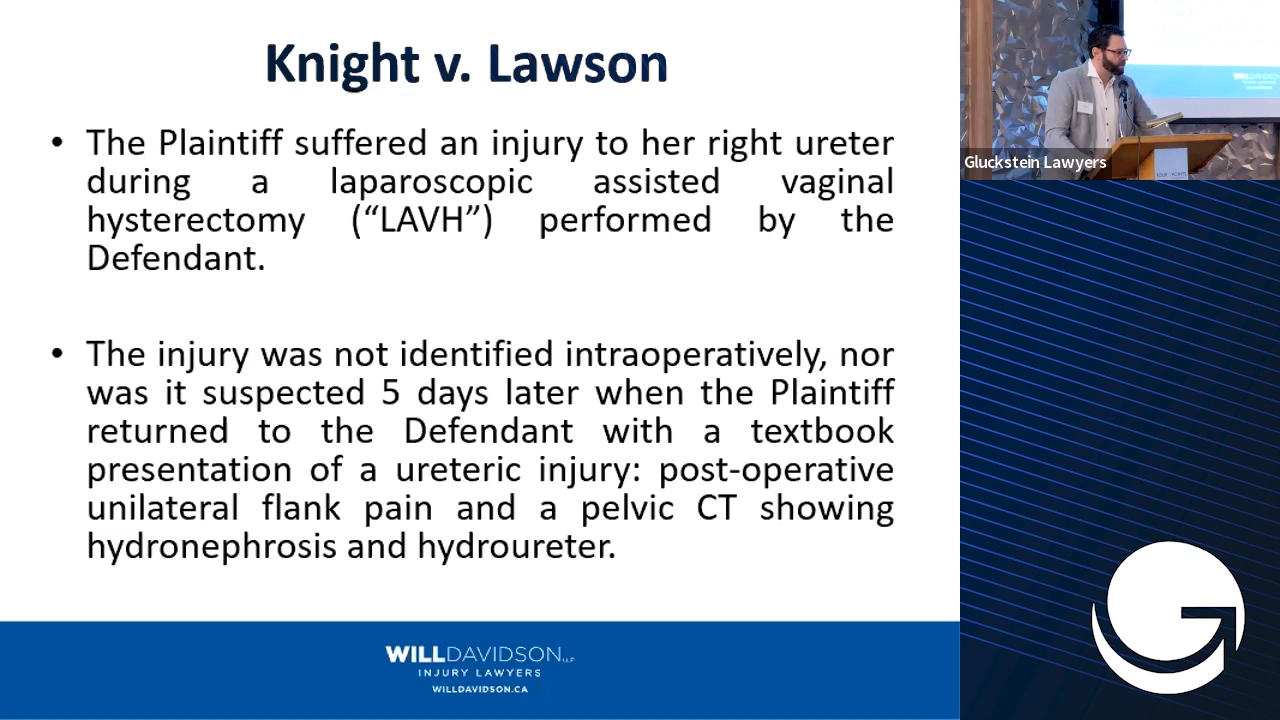 Knight v. Lawson
• The Plaintiff suffered an injury to her right ureter
during a laparoscopic assisted vaginal
hysterectomy (“LAVH”) performed by the
Defendant.
• The injury was not identified intraoperatively, nor
was it suspected 5 days later when the Plaintiff
returned to the Defendant with a textbook
presentation of a ureteric injury: post-operative
unilateral flank pain and a pelvic CT showing
hydronephrosis and hydroureter.
WILLDAVIDSON LLP
INJURY LAWYERS
WILLDAVIDSON.CA
WILLDAVIDSON
Gluckstein Lawyers